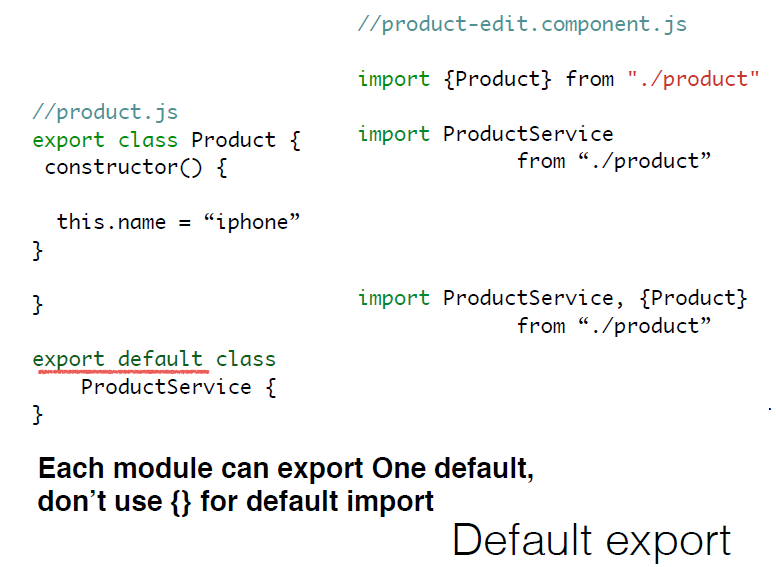 //product.js
export class Product {
constructor() {
this.name = “iphone”
}
}
export default class
ProductService {
}
//product-edit.component.js
import {Product} from "./product"
import ProductService
from “./product”
import ProductService, {Product}
from “./product”
Each module can export One default,
don’t use {} for default import
Default export